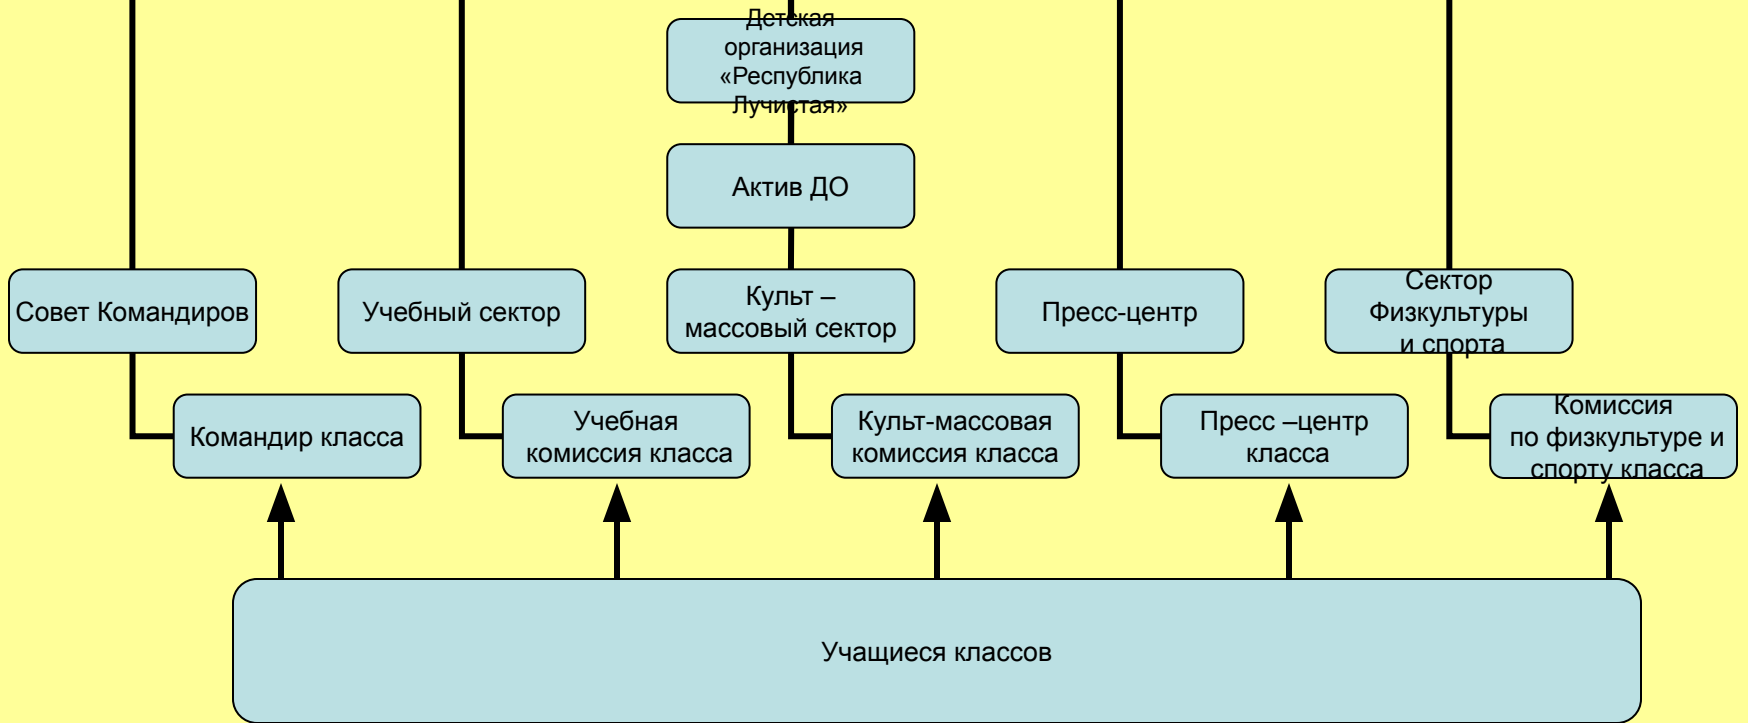 Детская
организация
«Республика
Лучистая»
Актив ДО
Совет Командиров
Учебный сектор
Культ –
массовый сектор
Пресс-центр
Сектор
Физкультуры
и спорта
Командир класса
Учебная
комиссия класса
Культ-массовая
комиссия класса
Пресс –центр
класса
Комиссия
по физкультуре и
спорту класса
Учащиеся классов